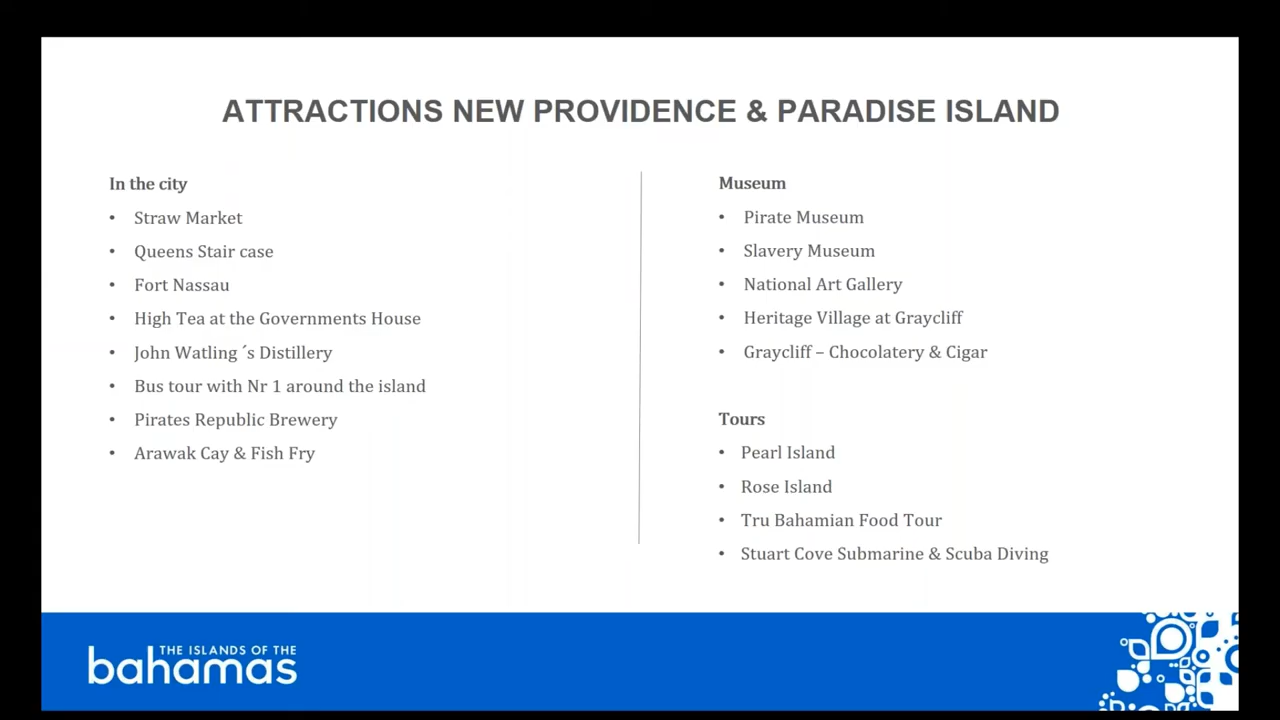 ATTRACTIONS NEW PROVIDENCE & PARADISE ISLAND
In the city
• Straw Market
• Queens Stair case
• Fort Nassau
• High Tea at the Governments House
• John Watling ´s Distillery
• Bus tour with Nr 1 around the island
• Pirates Republic Brewery
• Arawak Cay & Fish Fry
Museum
• Pirate Museum
• Slavery Museum
• National Art Gallery
• Heritage Village at Graycliff
• Graycliff – Chocolatery & Cigar
Tours
• Pearl Island
• Rose Island
• Tru Bahamian Food Tour
• Stuart Cove Submarine & Scuba Diving
THE ISLANDS OF THE
bahamas